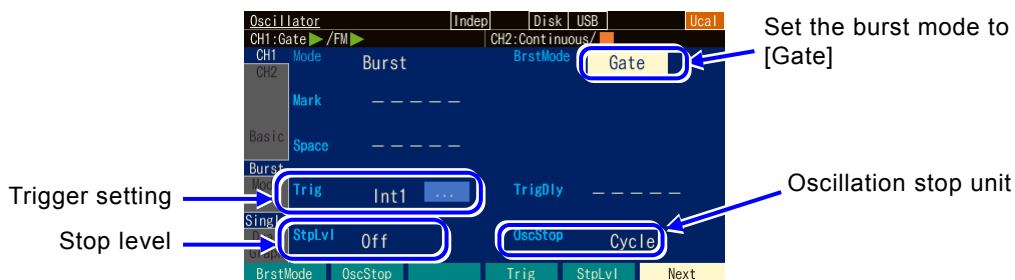 Oscillator Indep Disk USB Ucal
CH1:Gate /FM CH2:Continuous/
CH1 Mode Burst BrstMode Gate
CH2
Set the burst mode to
[Gate]
Mark – – – – –
Basic Space – – – – –
Burst
Trigger setting Trig Int1 ... TrigDly – – – – –
Oscillation stop unit
Stop level StpLvl Off OscStop Cycle
BrstMode OscStop Trig StpLvl Next